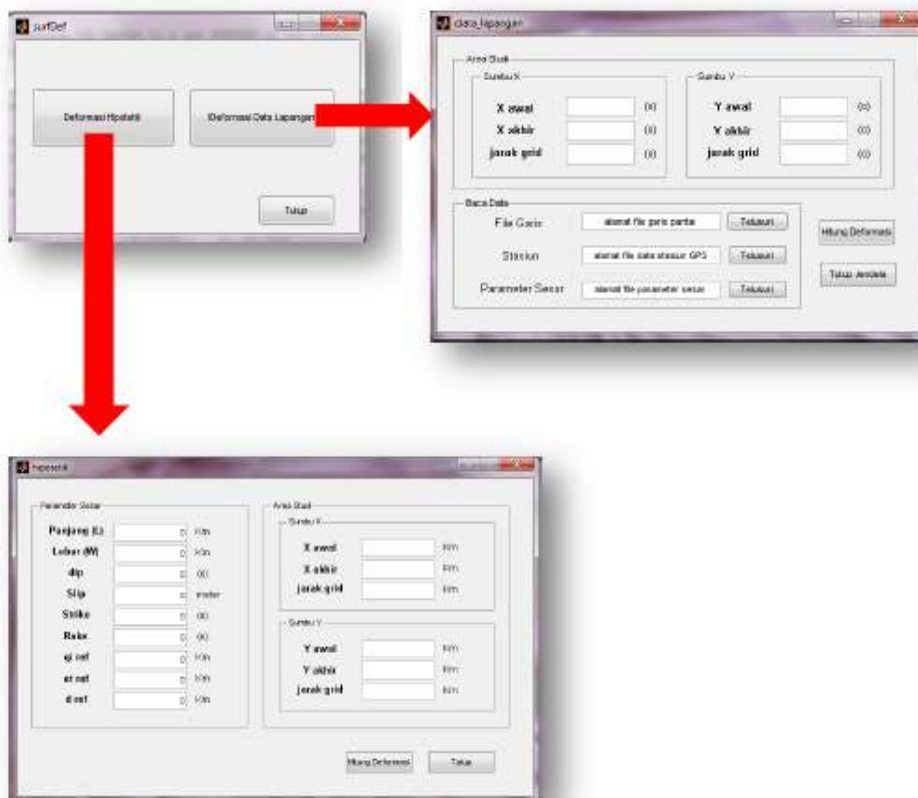 surfDef
Deformasi Hipotetik
Deformasi Data Lapangan
Tutup
data_lapangan
Area Studi
Sumbu X
X awal (o)
X akhir (o)
jarak grid (o)
Sumbu Y
Y awal (o)
Y akhir (o)
jarak grid (o)
Baca Data
File Garis alamat file garis pantai Telusuri
Stasiun alamat file data stasiun GPS Telusuri
Parameter Sesar alamat file parameter sesar Telusuri
Hitung Deformasi
Tutup Jendela
hipotetik
Parameter Sesar
Panjang (L) 0 Km
Lebar (W) 0 Km
dip 0 (o)
Slip 0 meter
Strike 0 (o)
Rake 0 (o)
ref 0 Km
ref 0 Km
d ref 0 Km
Area Studi
Sumbu X
X awal Km
X akhir Km
jarak grid Km
Sumbu Y
Y awal Km
Y akhir Km
jarak grid Km
Hitung Deformasi
Tutup